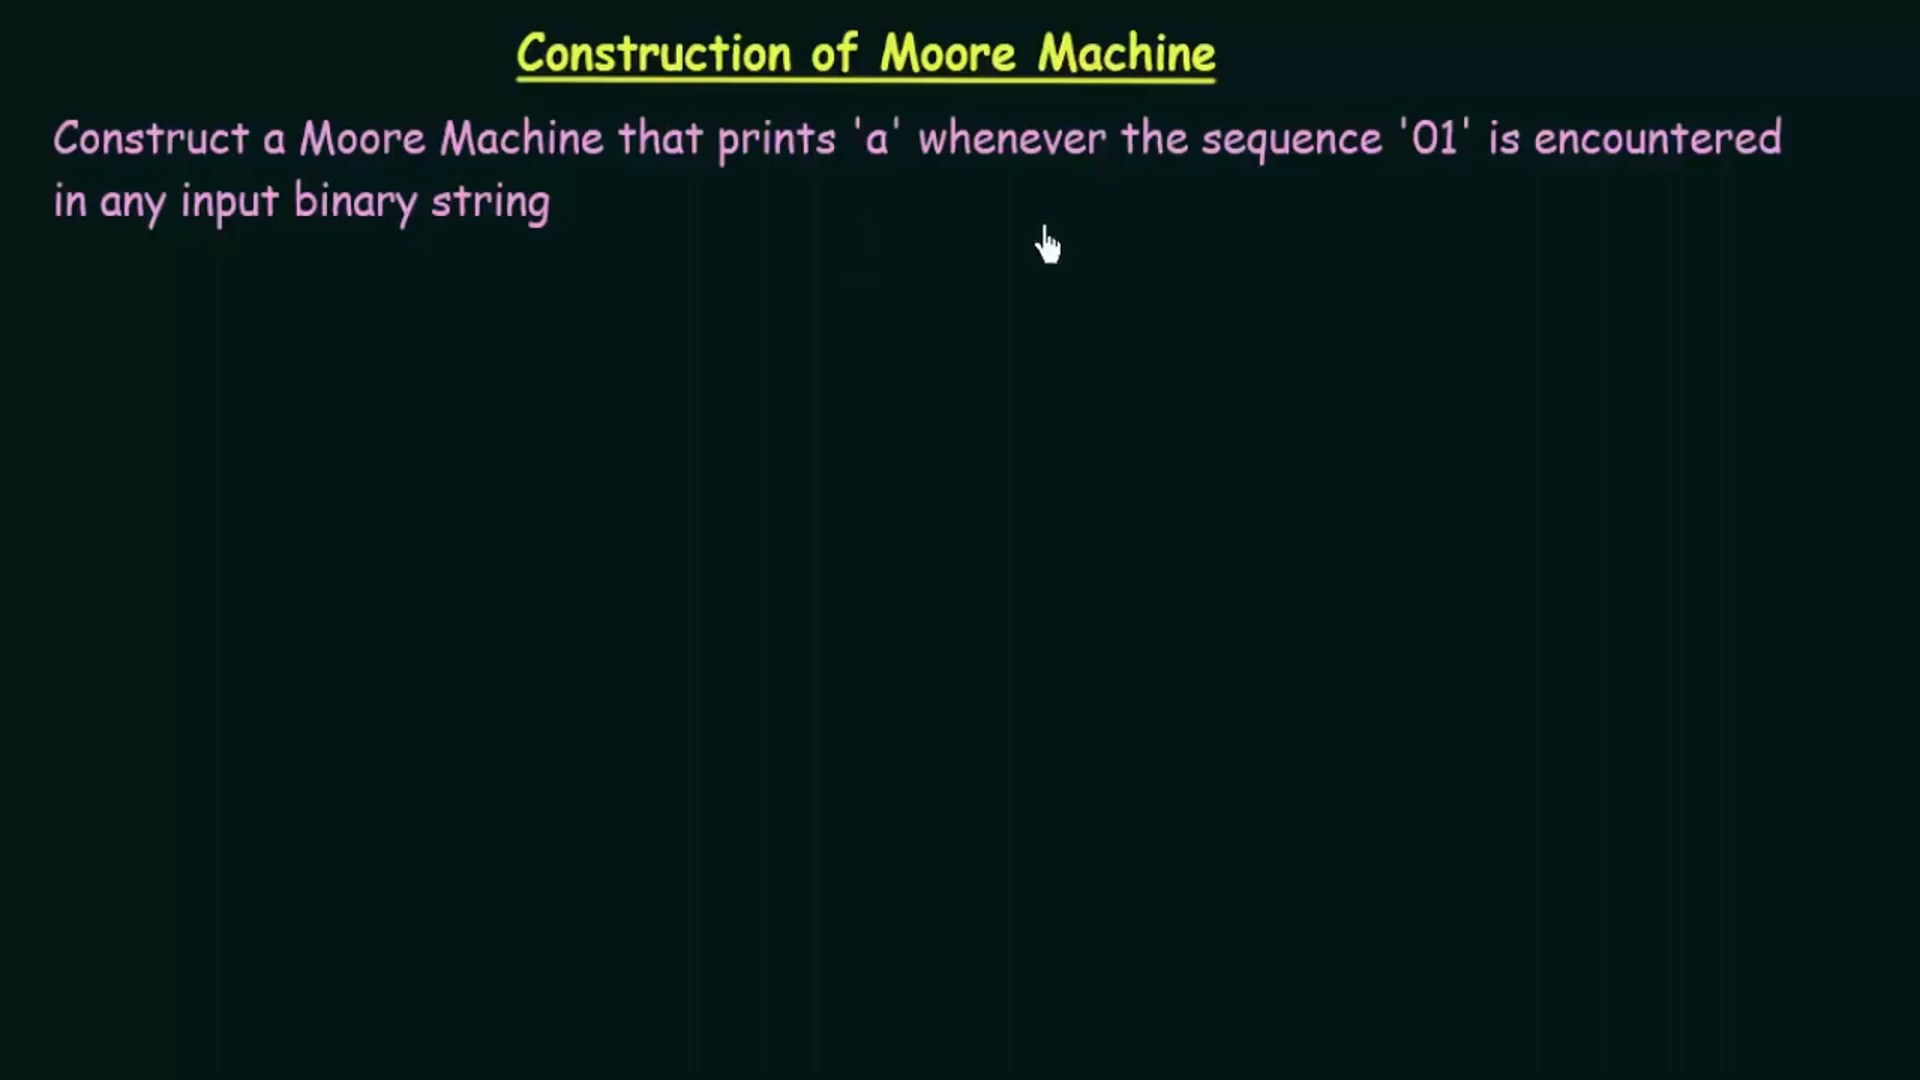 Construction of Moore Machine
Construct a Moore Machine that prints 'a' whenever the sequence '01' is encountered
in any input binary string